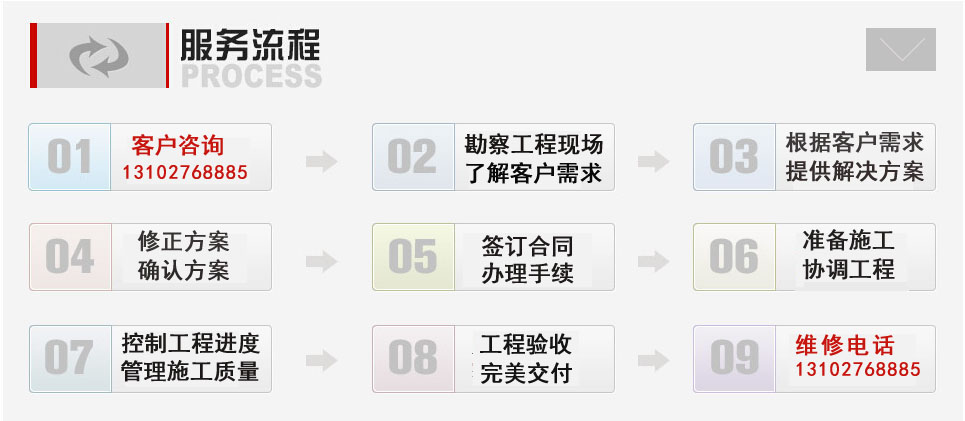 服务流程
PROCESS
01
客户咨询
13102768885
02
勘察工程现场
了解客户需求
03
根据客户需求
提供解决方案
04
修正方案
确认方案
05
签订合同
办理手续
06
准备施工
协调工程
07
控制工程进度
管理施工质量
08
工程验收
完美交付
09
维修电话
13102768885